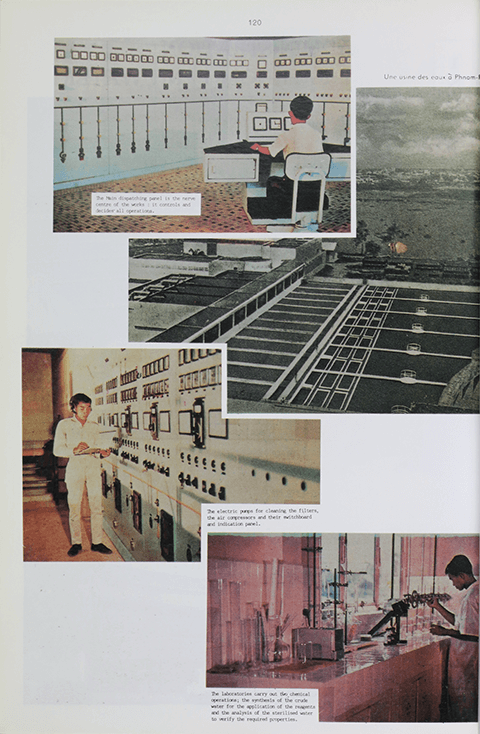 120
Une usine des eaux à Phnom-P
The Main dispatching panel is the nerve
centre of the works : it controls and
decides all operations.
The electric pumps for cleaning the filters,
the air compressors and their switchboard
and indication panel.
The laboratories carry out two chemical
operations; the synthesis of the crude
water for the application of the reagents
and the analysis of the sterilised water
to verify the required properties.